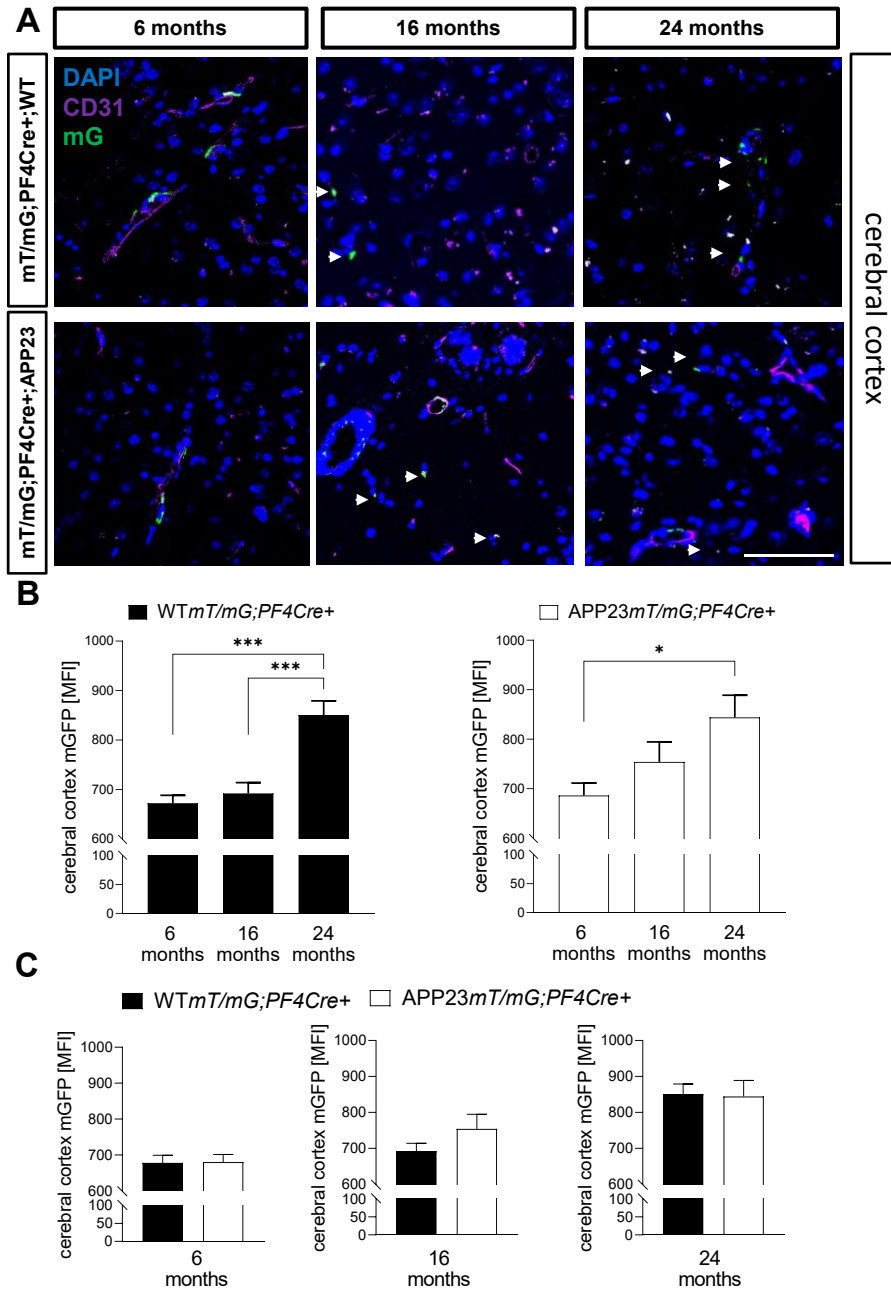 A
6 months
16 months
24 months
mT/mG;PF4Cre+;WT
DAPI
CD31
mG
mT/mG;PF4Cre+;APP23
cerebral cortex
B
WTmT/mG;PF4Cre+
cerebral cortex mGFP [MFI]
1000
900
800
700
600
100
50
0
***
***
6 months
16 months
24 months
APP23mT/mG;PF4Cre+
cerebral cortex mGFP [MFI]
1000
900
800
700
600
100
50
0
*
6 months
16 months
24 months
C
WTmT/mG;PF4Cre+
APP23mT/mG;PF4Cre+
cerebral cortex mGFP [MFI]
1000
900
800
700
600
100
50
0
6
months
cerebral cortex mGFP [MFI]
1000
900
800
700
600
100
50
0
16
months
cerebral cortex mGFP [MFI]
1000
900
800
700
600
100
50
0
24
months